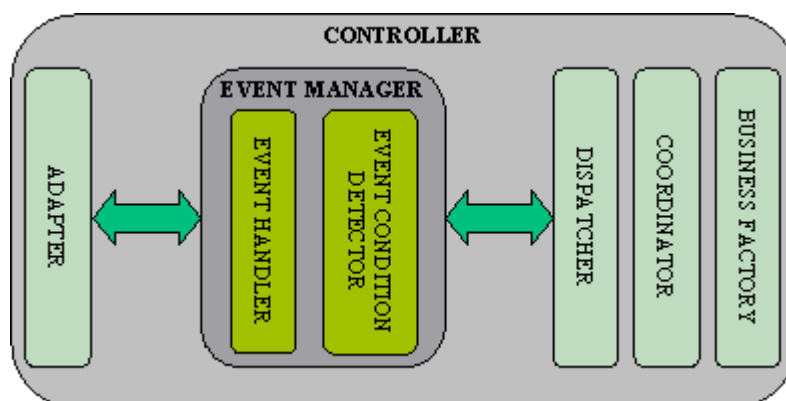 CONTROLLER
ADAPTER
EVENT MANAGER
EVENT HANDLER
EVENT CONDITION
DETECTOR
DISPATCHER
COORDINATOR
BUSINESS FACTORY